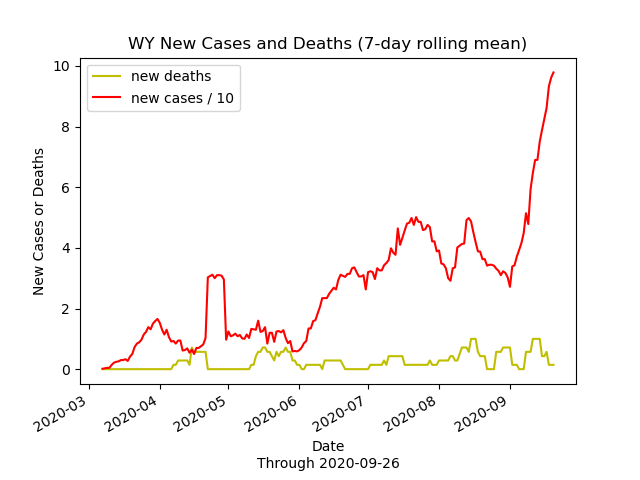 WY New Cases and Deaths (7-day rolling mean)
new deaths
new cases / 10
New Cases or Deaths
10
8
6
4
2
0
2020-03
2020-04
2020-05
2020-06
2020-07
2020-08
2020-09
Date
Through 2020-09-26